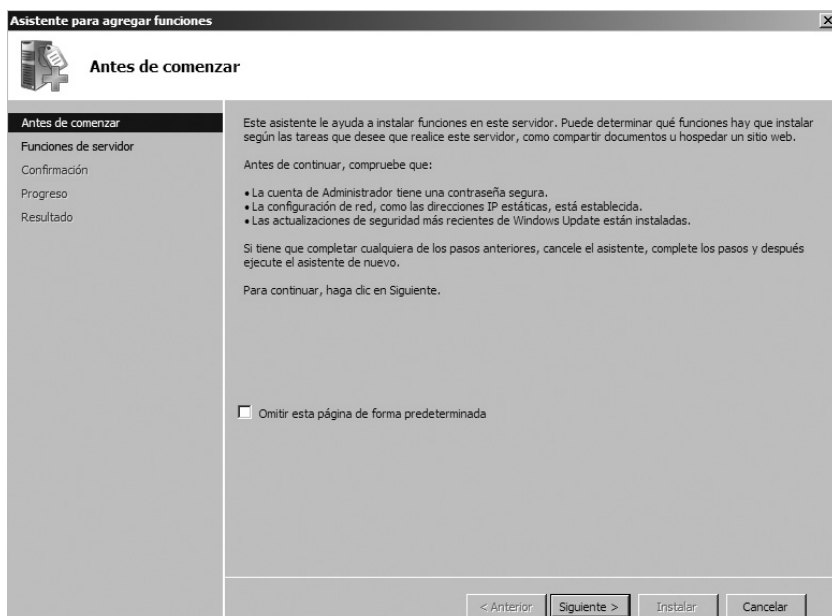 Asistente para agregar funciones
Antes de comenzar
Antes de comenzar
Funciones de servidor
Confirmación
Progreso
Resultado
Este asistente le ayuda a instalar funciones en este servidor. Puede determinar qué funciones hay que instalar
según las tareas que desee que realice este servidor, como compartir documentos u hospedar un sitio web.
Antes de continuar, compruebe que:
• La cuenta de Administrador tiene una contraseña segura.
• La configuración de red, como las direcciones IP estáticas, está establecida.
• Las actualizaciones de seguridad más recientes de Windows Update están instaladas.
Si tiene que completar cualquiera de los pasos anteriores, cancele el asistente, complete los pasos y después
ejecute el asistente de nuevo.
Para continuar, haga clic en Siguiente.
Omitir esta página de forma predeterminada
< Anterior Siguiente > Instalar Cancelar